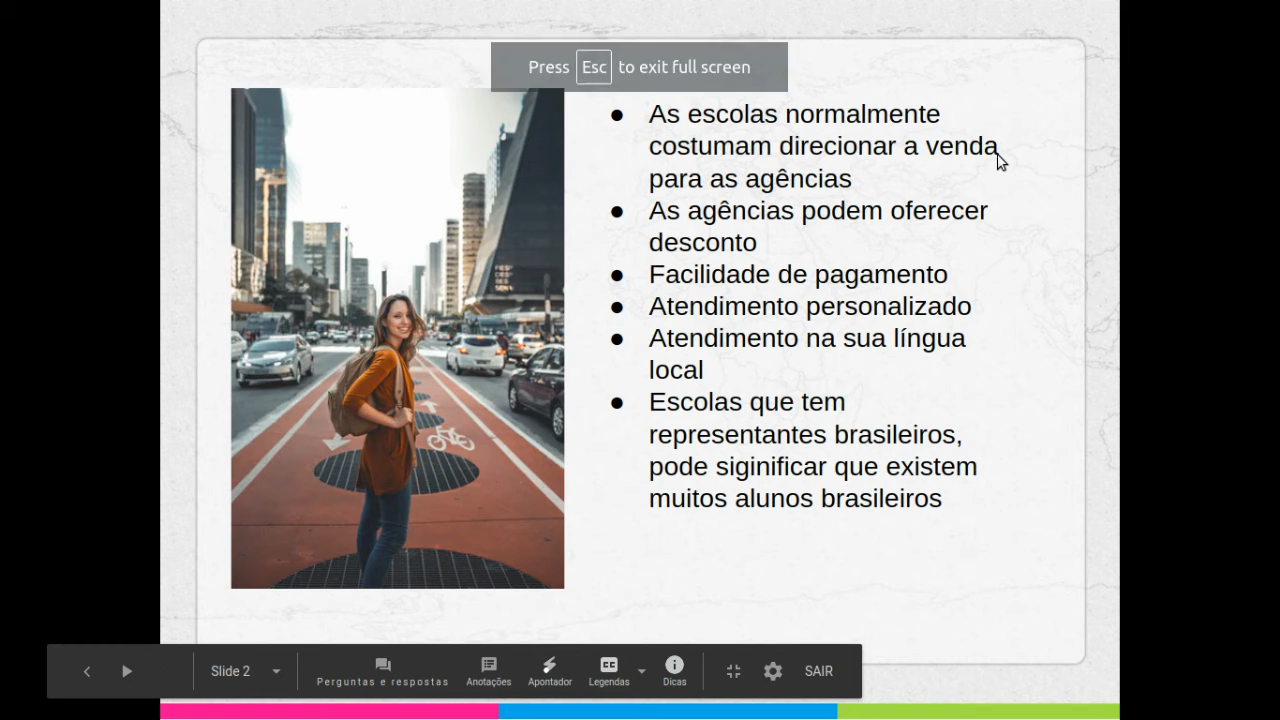 Press Esc to exit full screen
● As escolas normalmente
costumam direcionar a venda
para as agências
● As agências podem oferecer
desconto
● Facilidade de pagamento
● Atendimento personalizado
● Atendimento na sua língua
local
● Escolas que tem
representantes brasileiros,
pode siginificar que existem
muitos alunos brasileiros
Slide 2
Perguntas e respostas
Anotações
Apontador
CC
Legendas
Dicas
SAIR